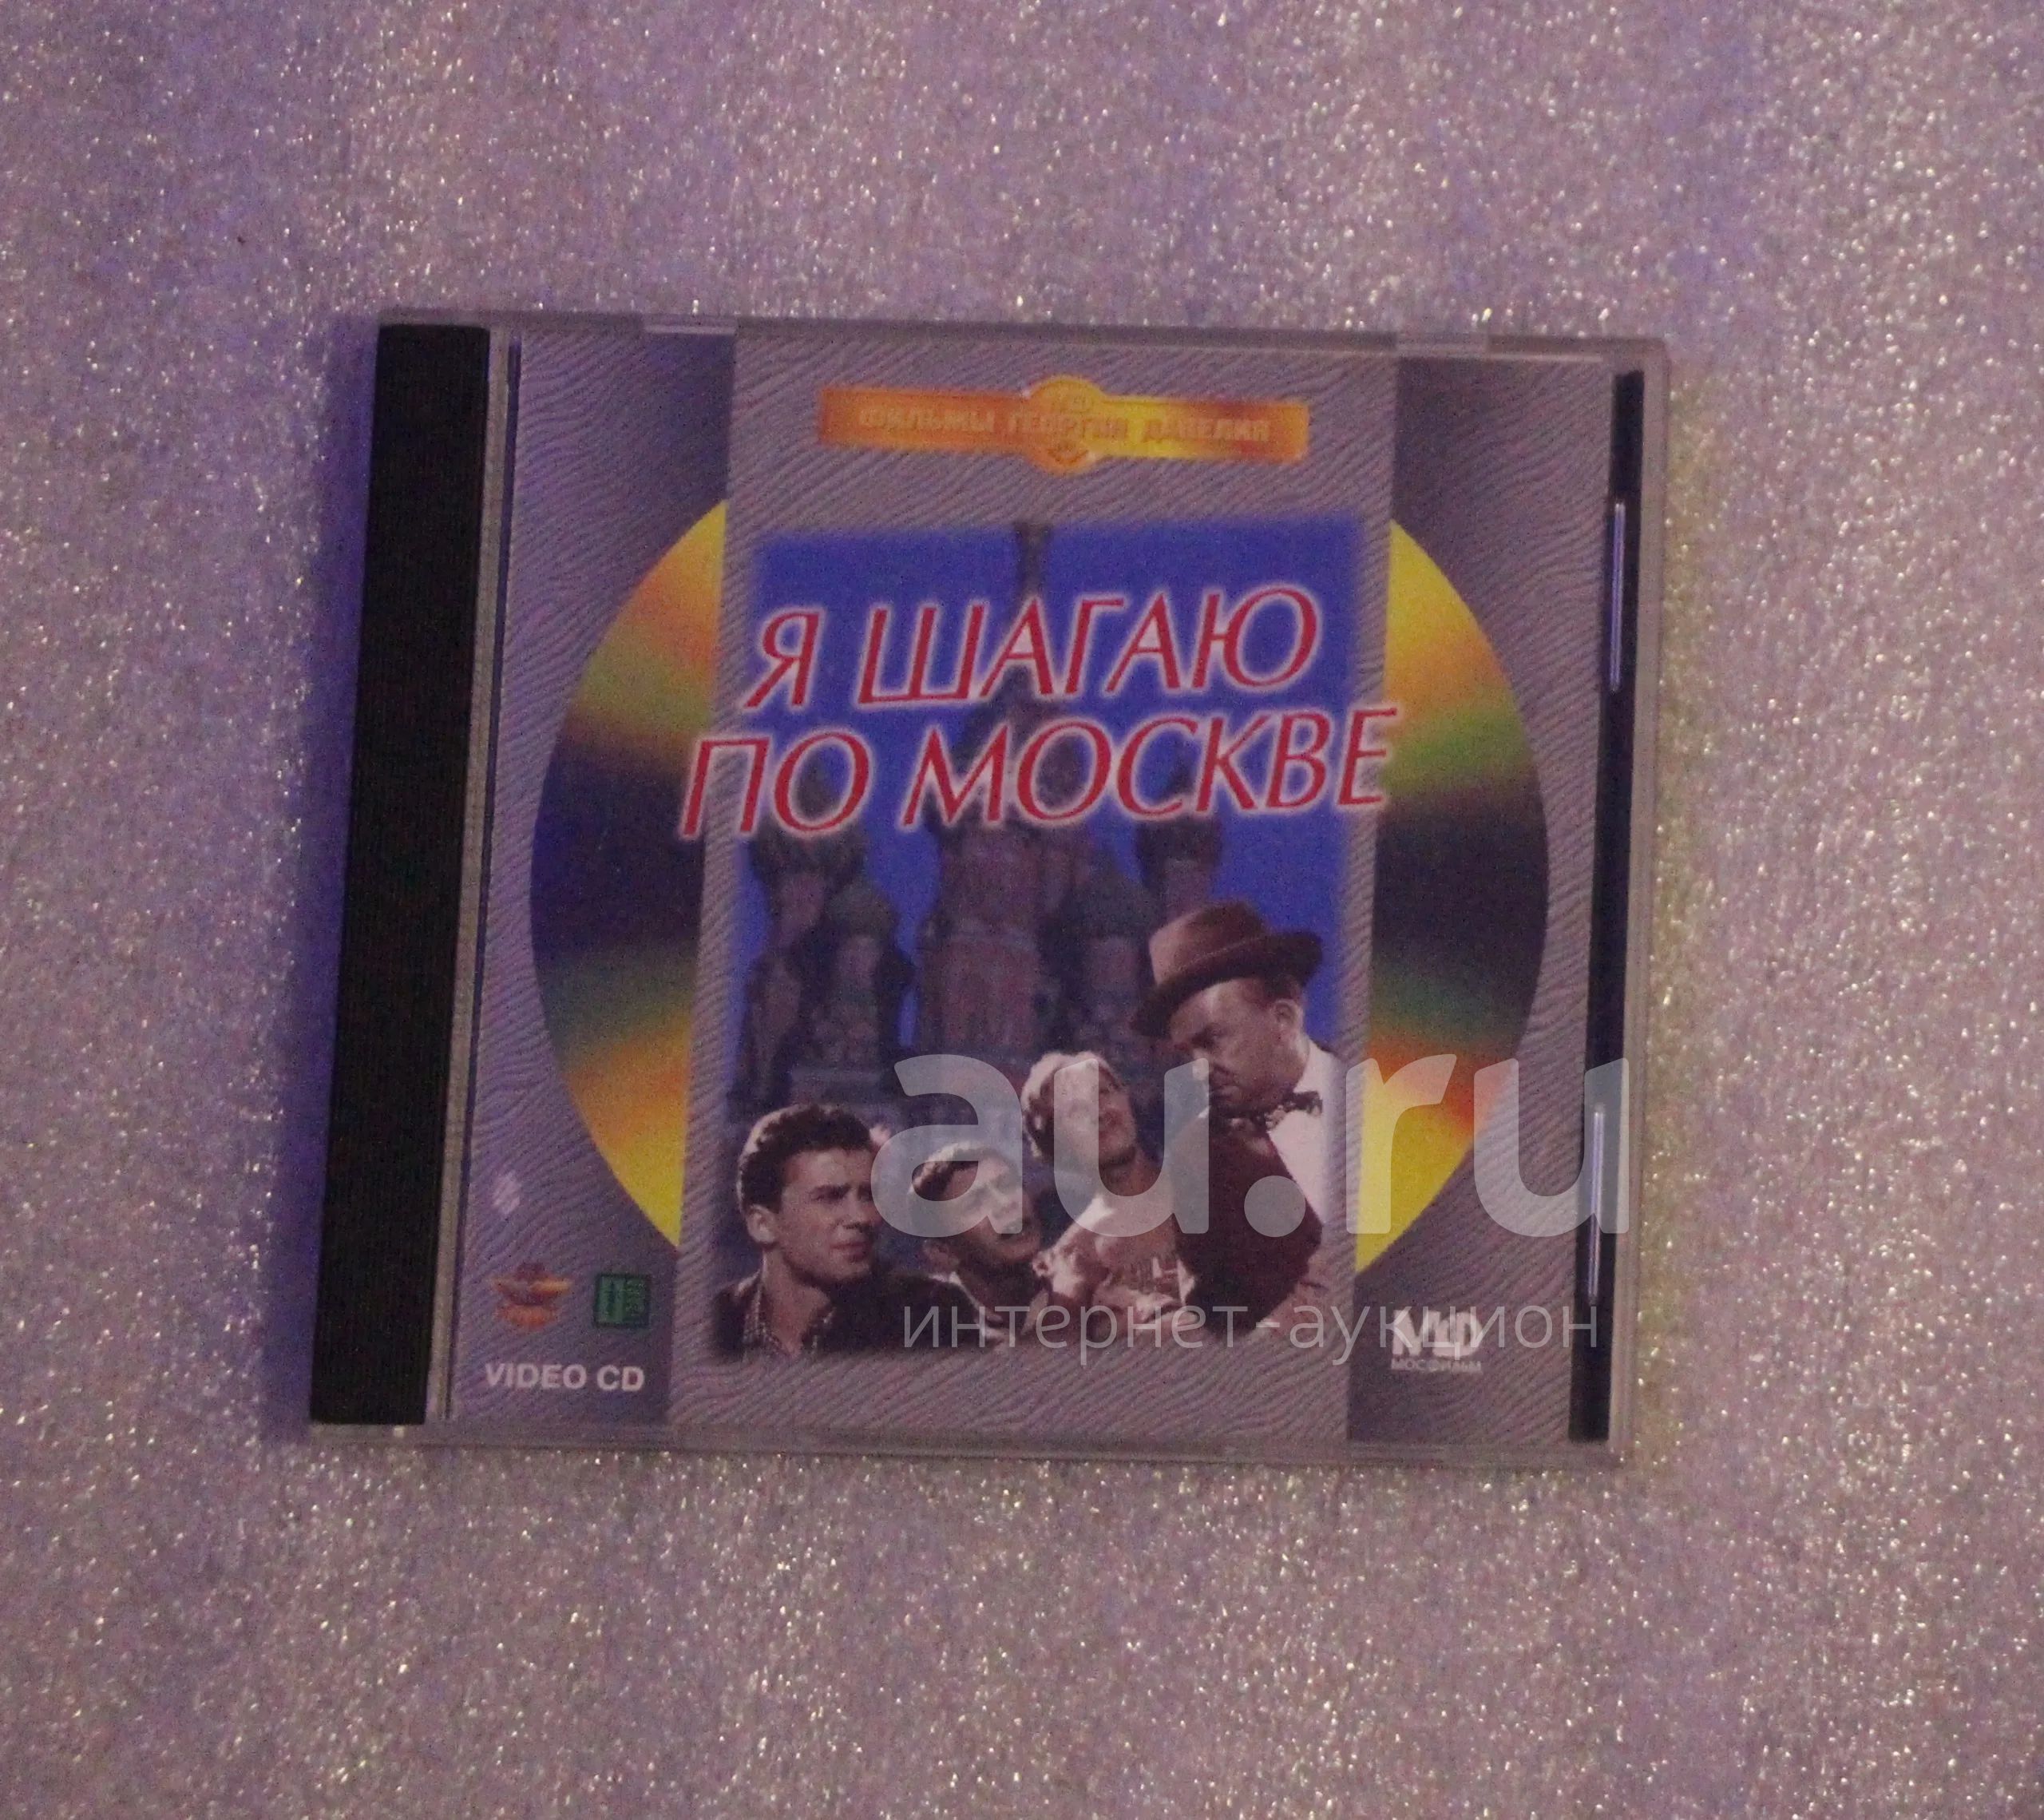 ФИЛЬМЫ ГЕОРГИЯ ДАНЕЛИЯ
Я ШАГАЮ
ПО МОСКВЕ
au.ru
интернет-аукцион
VIDEO CD
МОСФИЛЬМ